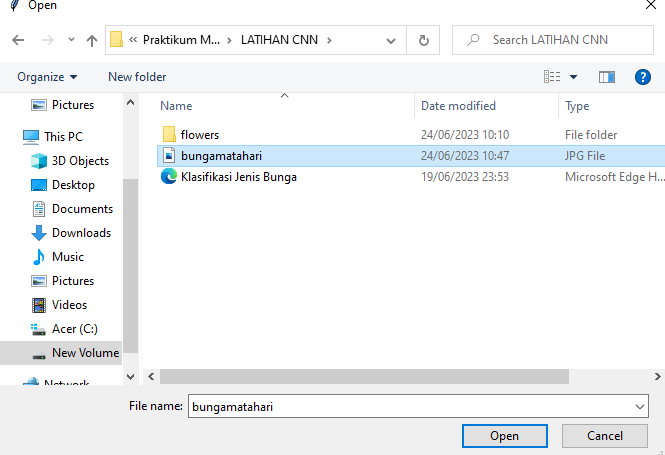 Open
« Praktikum M... > LATIHAN CNN >
Search LATIHAN CNN
Organize
New folder
Name
Date modified
Type
Pictures
This PC
3D Objects
Desktop
Documents
Downloads
Music
Pictures
Videos
Acer (C:)
New Volume
Network
flowers 24/06/2023 10:10 File folder
bungamatahari 24/06/2023 10:47 JPG File
Klasifikasi Jenis Bunga 19/06/2023 23:53 Microsoft Edge H...
File name: bungamatahari
Open
Cancel